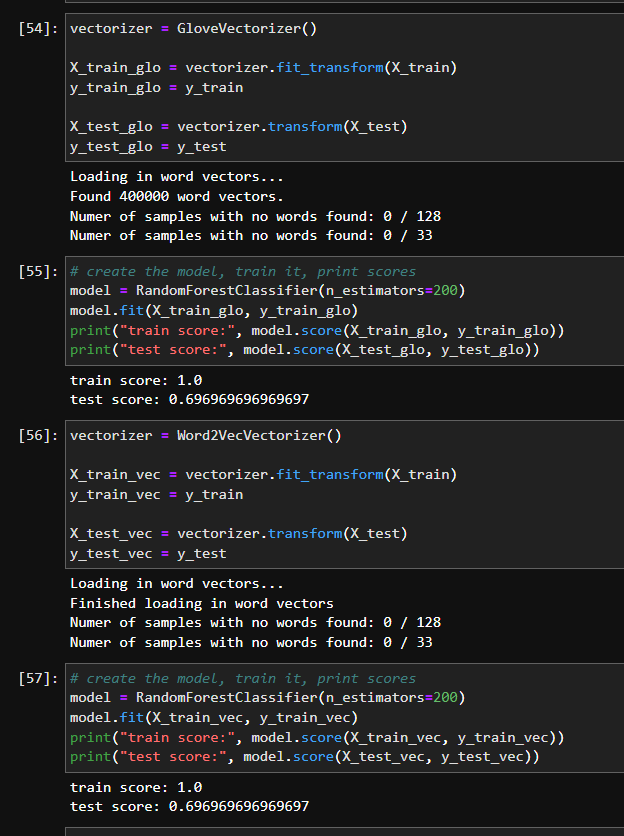 [54]: vectorizer = GloveVectorizer()
X_train_glo = vectorizer.fit_transform(X_train)
y_train_glo = y_train
X_test_glo = vectorizer.transform(X_test)
y_test_glo = y_test
Loading in word vectors...
Found 400000 word vectors.
Numer of samples with no words found: 0 / 128
Numer of samples with no words found: 0 / 33
[55]: # create the model, train it, print scores
model = RandomForestClassifier(n_estimators=200)
model.fit(X_train_glo, y_train_glo)
print("train score:", model.score(X_train_glo, y_train_glo))
print("test score:", model.score(X_test_glo, y_test_glo))
train score: 1.0
test score: 0.696969696969697
[56]: vectorizer = Word2VecVectorizer()
X_train_vec = vectorizer.fit_transform(X_train)
y_train_vec = y_train
X_test_vec = vectorizer.transform(X_test)
y_test_vec = y_test
Loading in word vectors...
Finished loading in word vectors
Numer of samples with no words found: 0 / 128
Numer of samples with no words found: 0 / 33
[57]: # create the model, train it, print scores
model = RandomForestClassifier(n_estimators=200)
model.fit(X_train_vec, y_train_vec)
print("train score:", model.score(X_train_vec, y_train_vec))
print("test score:", model.score(X_test_vec, y_test_vec))
train score: 1.0
test score: 0.696969696969697